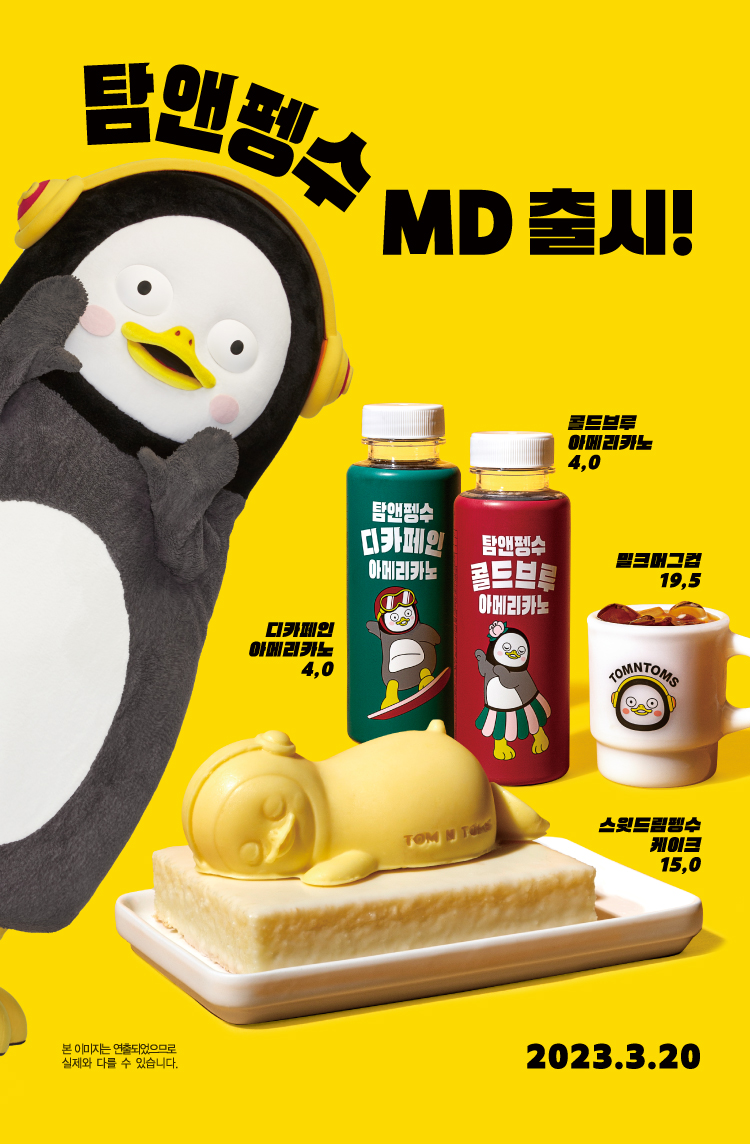 탐앤펭수
MD 출시!
콜드브루
아메리카노
4,0
밀크머그컵
19,5
디카페인
아메리카노
4,0
탐앤펭수
디카페인
아메리카노
탐앤펭수
콜드브루
아메리카노
TOMNTOMS
TOM N TOMS
스윗드림펭수
케이크
15,0
본 이미지는 연출되었으므로
실제와 다를 수 있습니다.
2023.3.20